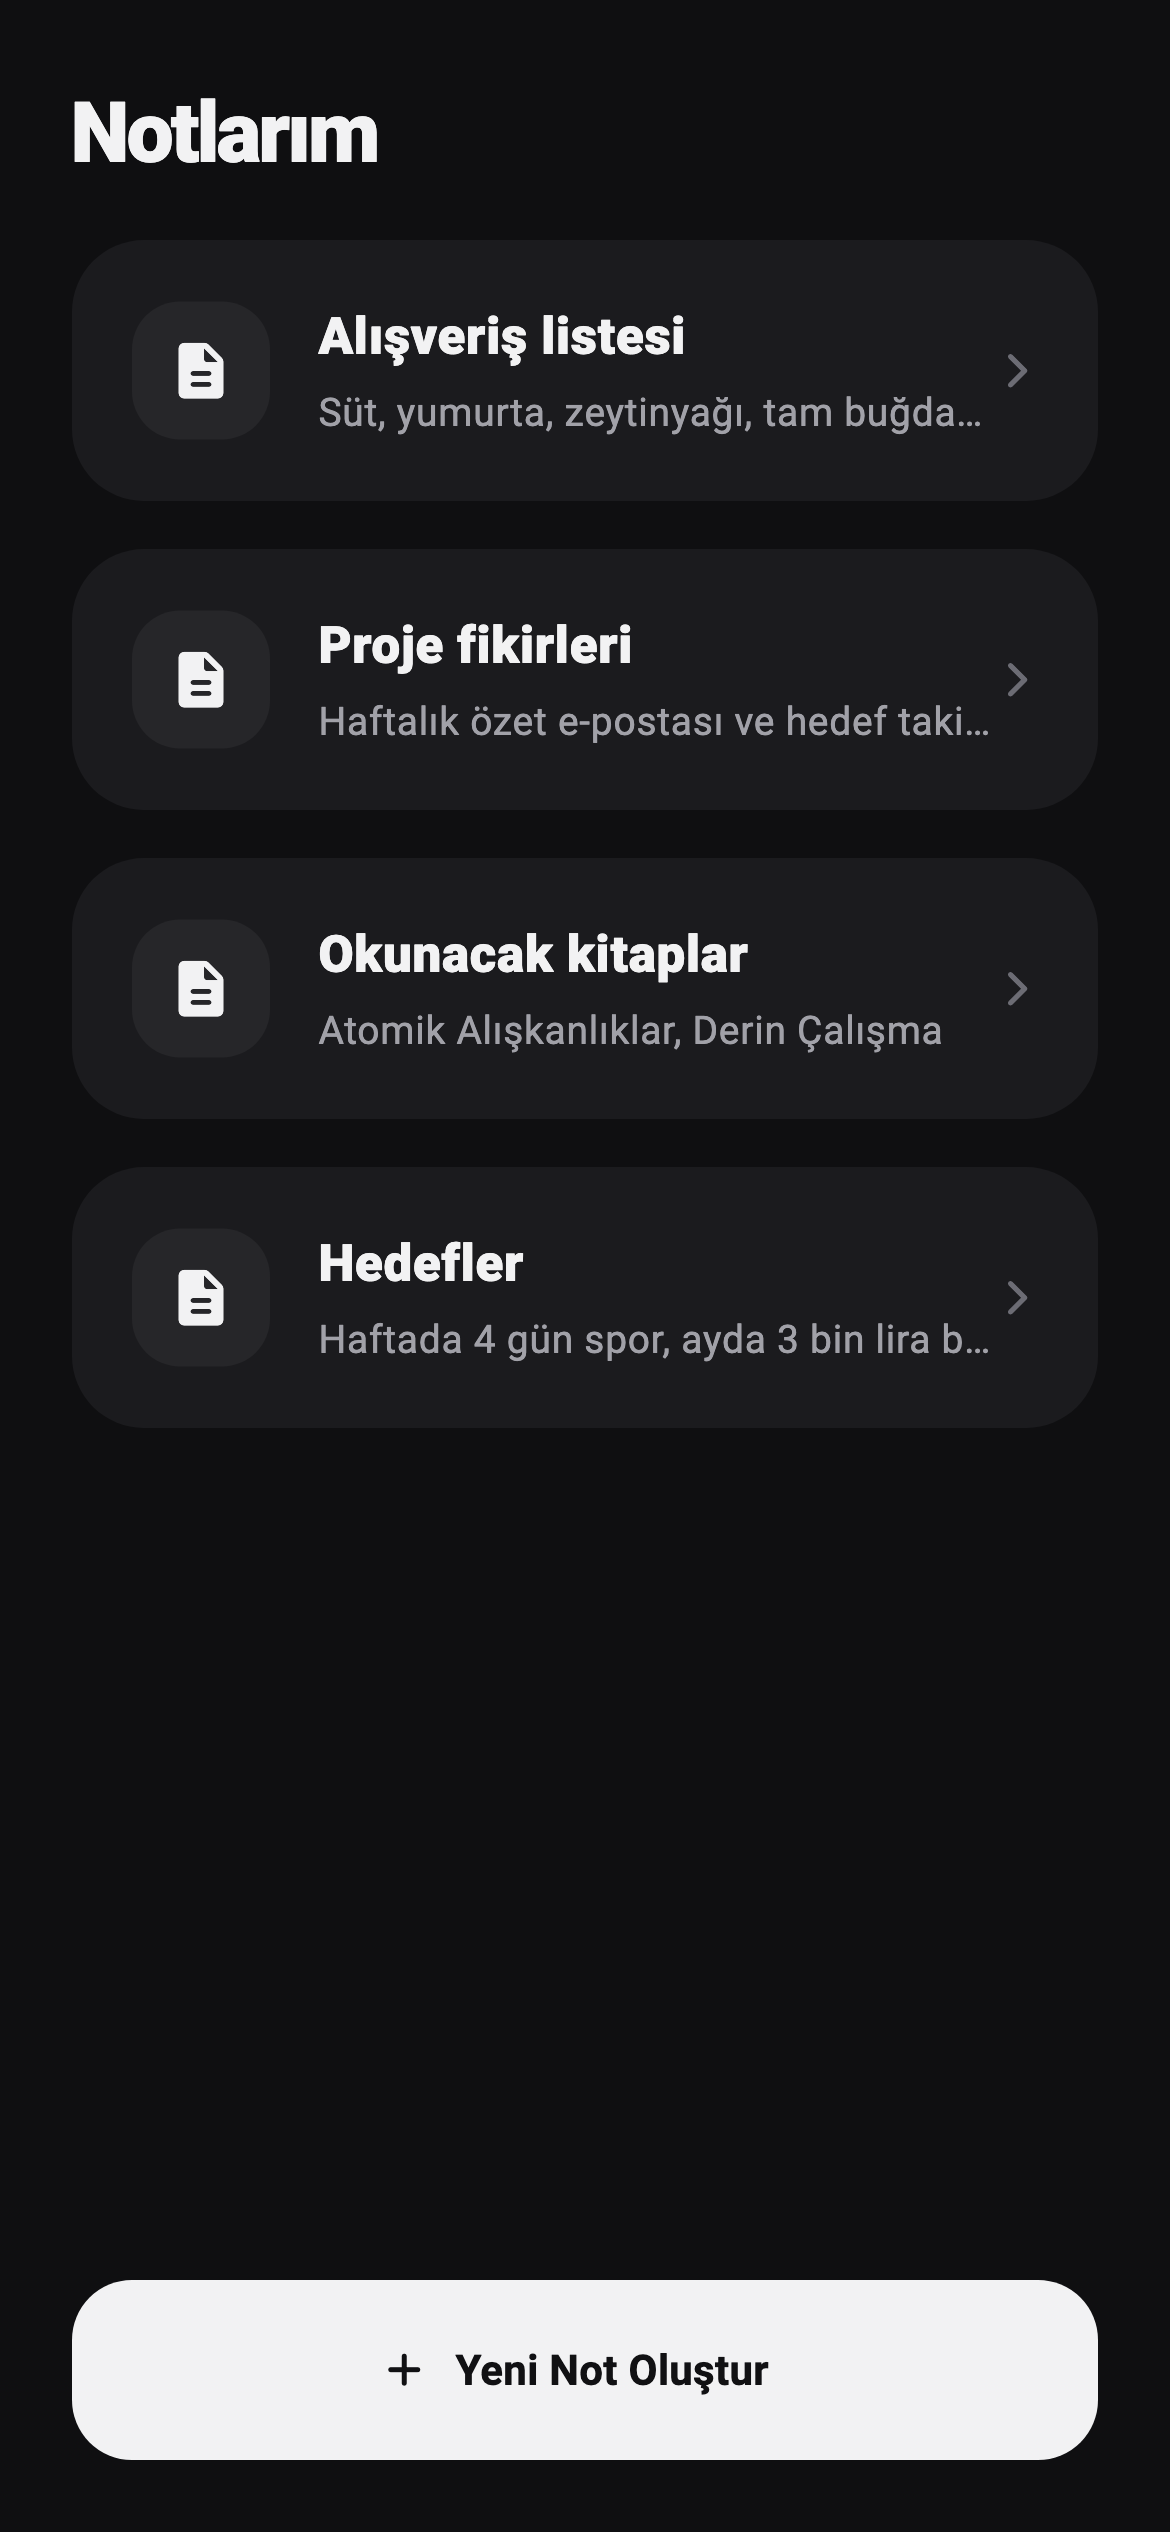 Notlarım
Alışveriş listesi
Süt, yumurta, zeytinyağı, tam buğda...
Proje fikirleri
Haftalık özet e-postası ve hedef taki...
Okunacak kitaplar
Atomik Alışkanlıklar, Derin Çalışma
Hedefler
Haftada 4 gün spor, ayda 3 bin lira b...
Yeni Not Oluştur